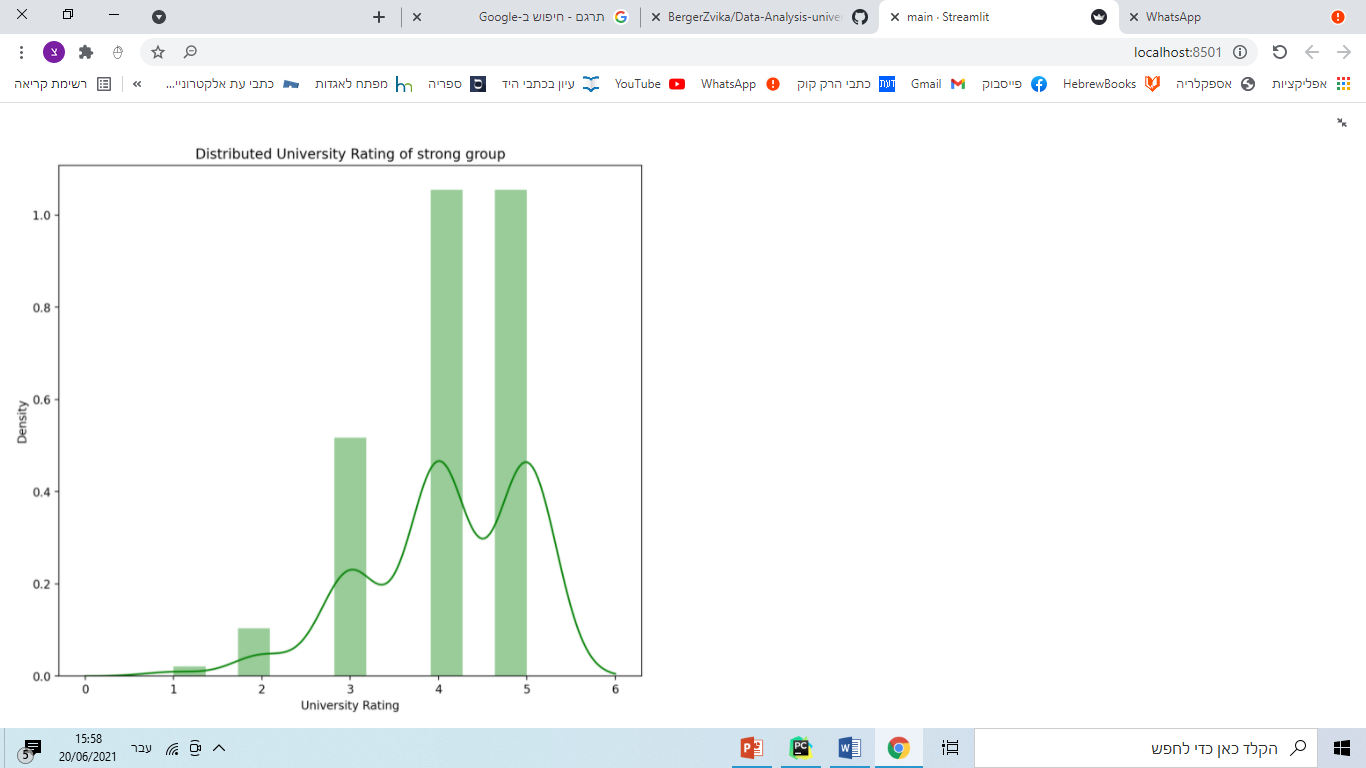 WhatsApp
main · Streamlit
BergerZvika/Data-Analysis-unive
תרגם - חיפוש ב-Google
localhost:8501
צ
אפליקציות
אספקלריה
HebrewBooks
פייסבוק
Gmail
דעת
כתבי הרק קוק
WhatsApp
YouTube
עיון בכתבי היד
ספריה
מפתח לאגדות
כתבי עת אלקטרוניי...
»
רשימת קריאה
Distributed University Rating of strong group
Density
1.0
0.8
0.6
0.4
0.2
0.0
0 1 2 3 4 5 6
University Rating
הקלד כאן כדי לחפש
עבר
15:58
20/06/2021
5